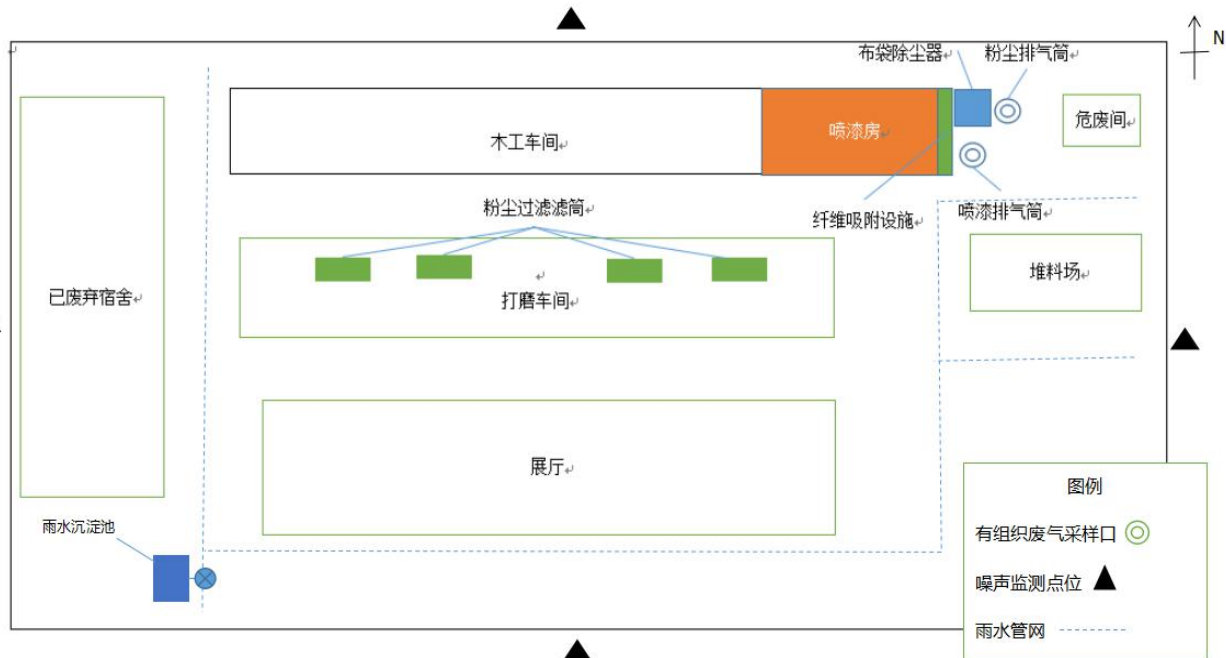 N
布袋除尘器
粉尘排气筒
危废间
木工车间
喷漆房
粉尘过滤滤筒
纤维吸附设施
喷漆排气筒
已废弃宿舍
打磨车间
堆料场
展厅
雨水沉淀池
图例
有组织废气采样口
噪声监测点位
雨水管网